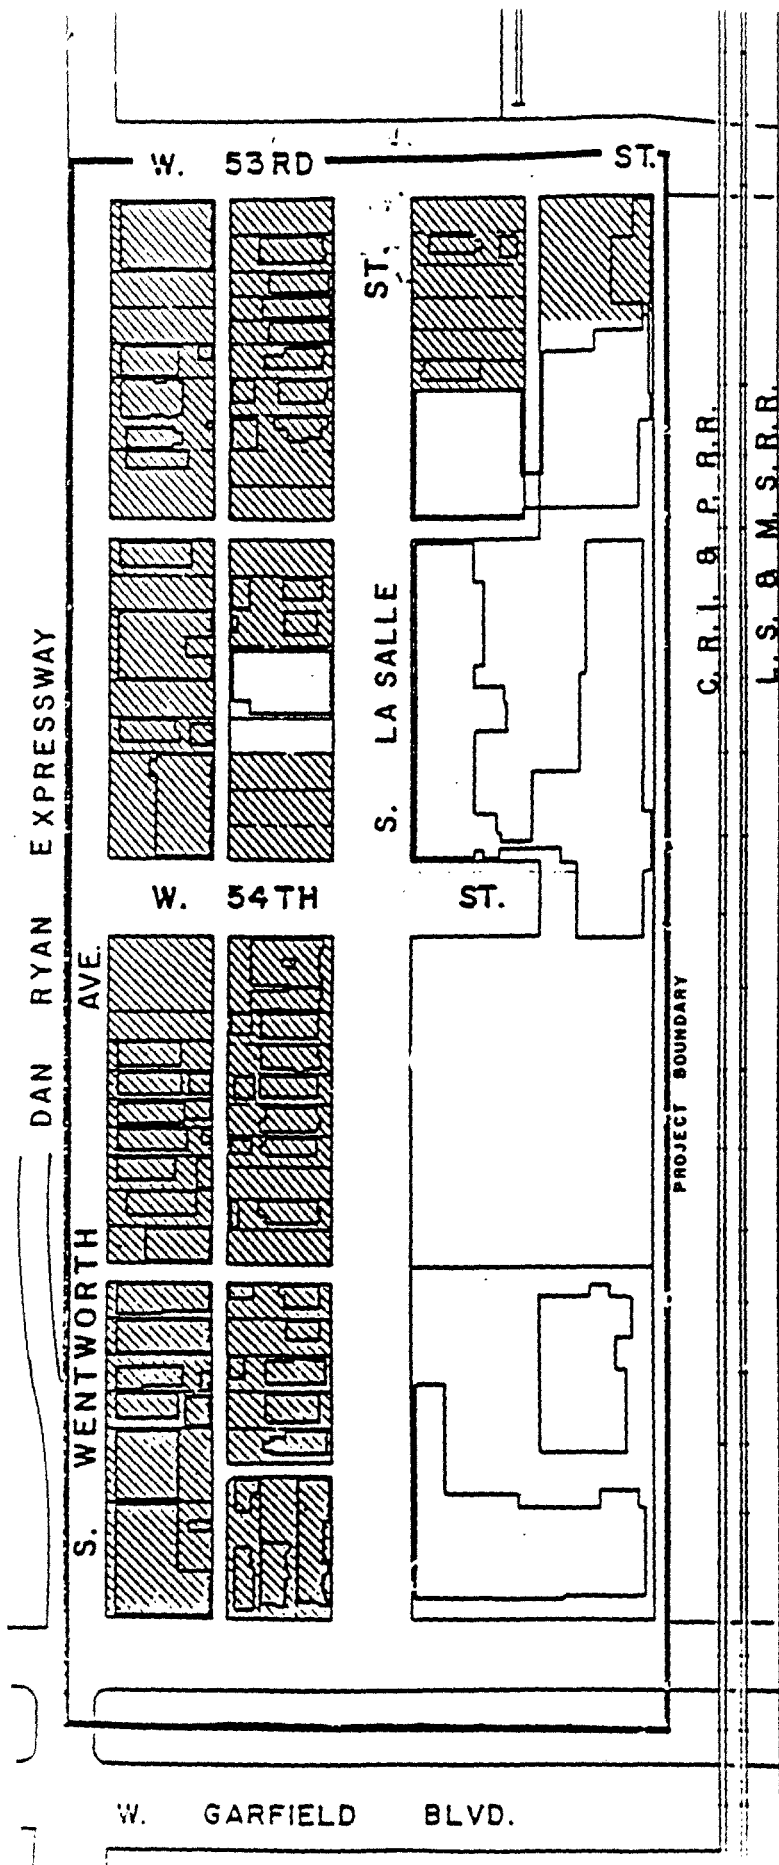 W. 53RD ST.
S. LA SALLE ST.
C. R. I. & P. R. R.
L. S. & M. S. R. R.
DAN RYAN EXPRESSWAY
W. 54TH ST.
S. WENTWORTH AVE.
PROJECT BOUNDARY
W. GARFIELD BLVD.